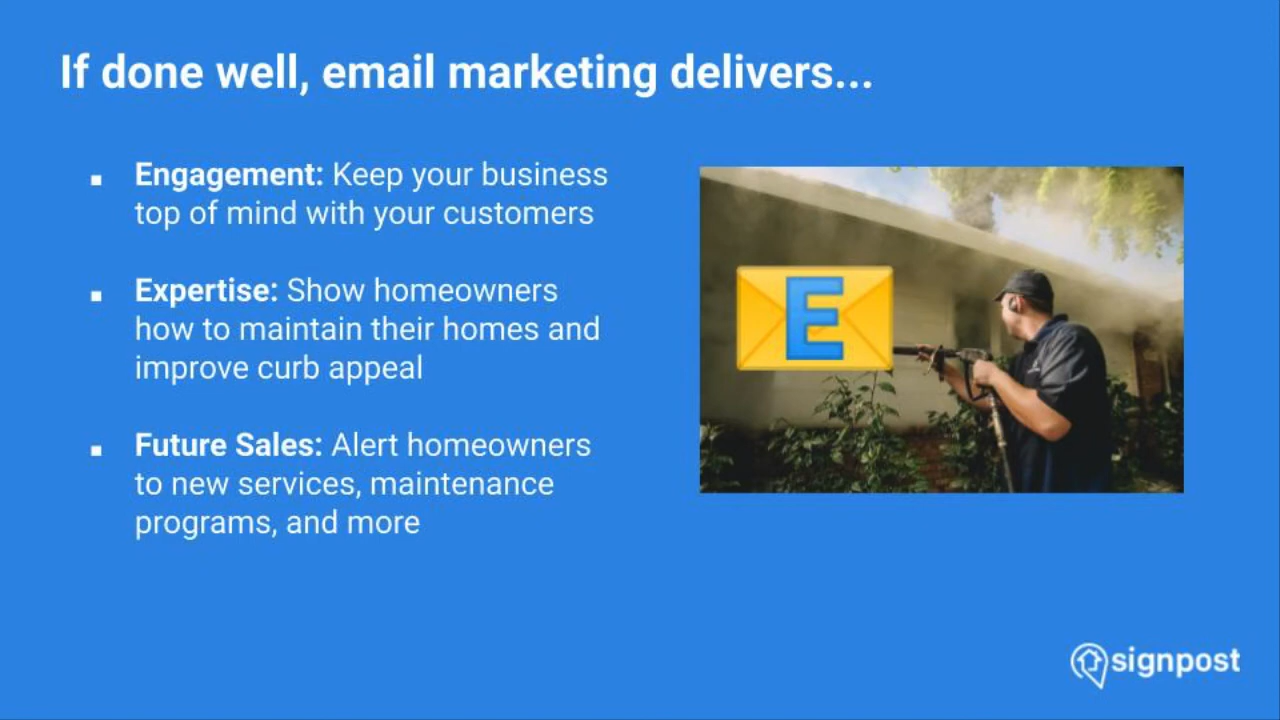 If done well, email marketing delivers...
▪ Engagement: Keep your business
top of mind with your customers
▪ Expertise: Show homeowners
how to maintain their homes and
improve curb appeal
▪ Future Sales: Alert homeowners
to new services, maintenance
programs, and more
E
signpost